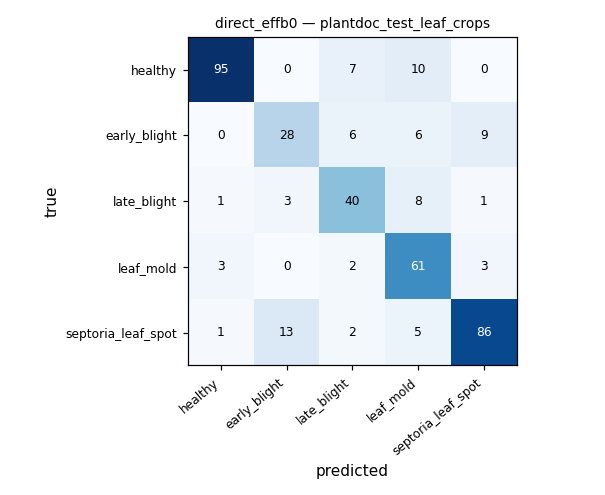 direct_effb0 — plantdoc_test_leaf_crops
true
healthy 95 0 7 10 0
early_blight 0 28 6 6 9
late_blight 1 3 40 8 1
leaf_mold 3 0 2 61 3
septoria_leaf_spot 1 13 2 5 86
healthy early_blight late_blight leaf_mold septoria_leaf_spot
predicted